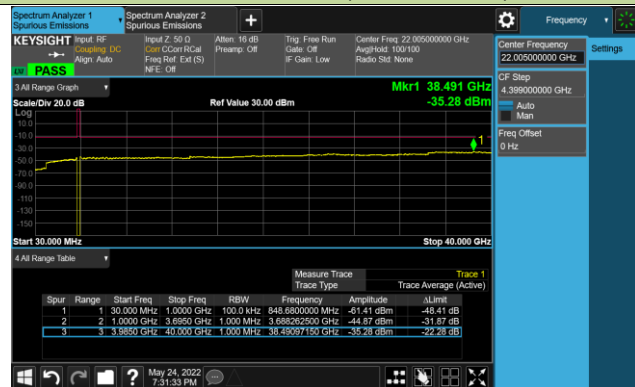 Spectrum Analyzer 1
Spurious Emissions
Spectrum Analyzer 2
Spurious Emissions
Frequency
KEYSIGHT
Input: RF
Coupling: DC
Align: Auto
Input Z: 50 Ω
Corr CCorr RCal
Freq Ref: Ext (S)
NFE: Off
Atten: 16 dB
Preamp: Off
Trig: Free Run
Gate: Off
IF Gain: Low
Center Freq: 22.005000000 GHz
Avg|Hold: 100/100
Radio Std: None
PASS
Center Frequency
22.005000000 GHz
Settings
CF Step
4.399000000 GHz
Auto
Man
Freq Offset
0 Hz
3 All Range Graph
Mkr1 38.491 GHz
Scale/Div 20.0 dB
Ref Value 30.00 dBm
-35.28 dBm
Log
10.0
-10.0
-30.0
-50.0
-70.0
-90.0
-110
-130
-150
1
Start 30.000 MHz
Stop 40.000 GHz
4 All Range Table
Measure Trace
Trace 1
Trace Type
Trace Average (Active)
Spur Range Start Freq Stop Freq RBW Frequency Amplitude ΔLimit
1 1 30.000 MHz 1.0000 GHz 100.0 kHz 848.6800000 MHz -61.41 dBm -48.41 dB
2 2 1.0000 GHz 3.6950 GHz 1.000 MHz 3.688262500 GHz -44.87 dBm -31.87 dB
3 3 3.9850 GHz 40.000 GHz 1.000 MHz 38.49097150 GHz -35.28 dBm -22.28 dB
May 24, 2022
7:31:33 PM